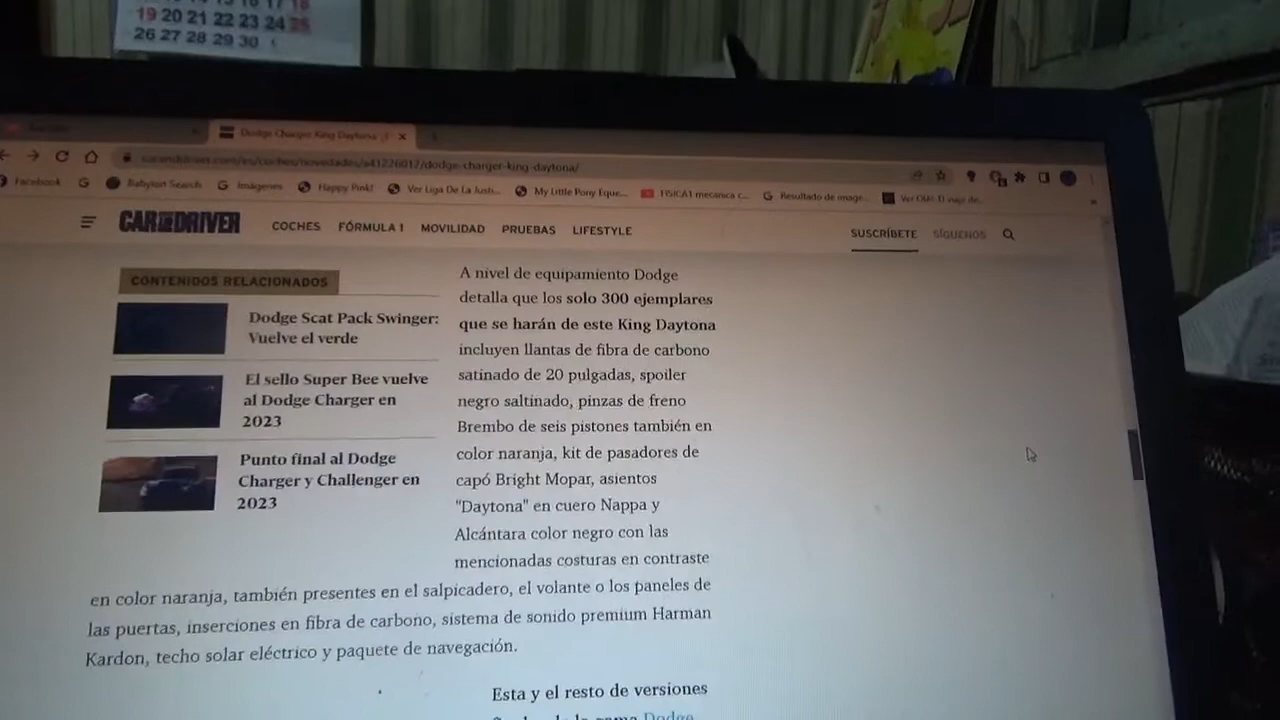 19 20 21 22 23 24 25
26 27 28 29 30 1
Dodge Charger King Daytona
caranddriver.com/es/coches/novedades/a41226012/dodge-charger-king-daytona/
Facebook
Babylon Search
Imágenes
Happy Pink!
Ver Liga De La Justi...
My Little Pony Eque...
FISICA1 mecanica c...
Resultado de image...
CAR AND DRIVER
COCHES FÓRMULA 1 MOVILIDAD PRUEBAS LIFESTYLE
SUSCRÍBETE SÍGUENOS
CONTENIDOS RELACIONADOS
Dodge Scat Pack Swinger:
Vuelve el verde
El sello Super Bee vuelve
al Dodge Charger en
2023
Punto final al Dodge
Charger y Challenger en
2023
A nivel de equipamiento Dodge
detalla que los solo 300 ejemplares
que se harán de este King Daytona
incluyen llantas de fibra de carbono
satinado de 20 pulgadas, spoiler
negro saltinado, pinzas de freno
Brembo de seis pistones también en
color naranja, kit de pasadores de
capó Bright Mopar, asientos
"Daytona" en cuero Nappa y
Alcántara color negro con las
mencionadas costuras en contraste
en color naranja, también presentes en el salpicadero, el volante o los paneles de
las puertas, inserciones en fibra de carbono, sistema de sonido premium Harman
Kardon, techo solar eléctrico y paquete de navegación.
Esta y el resto de versiones
la gama Dodge